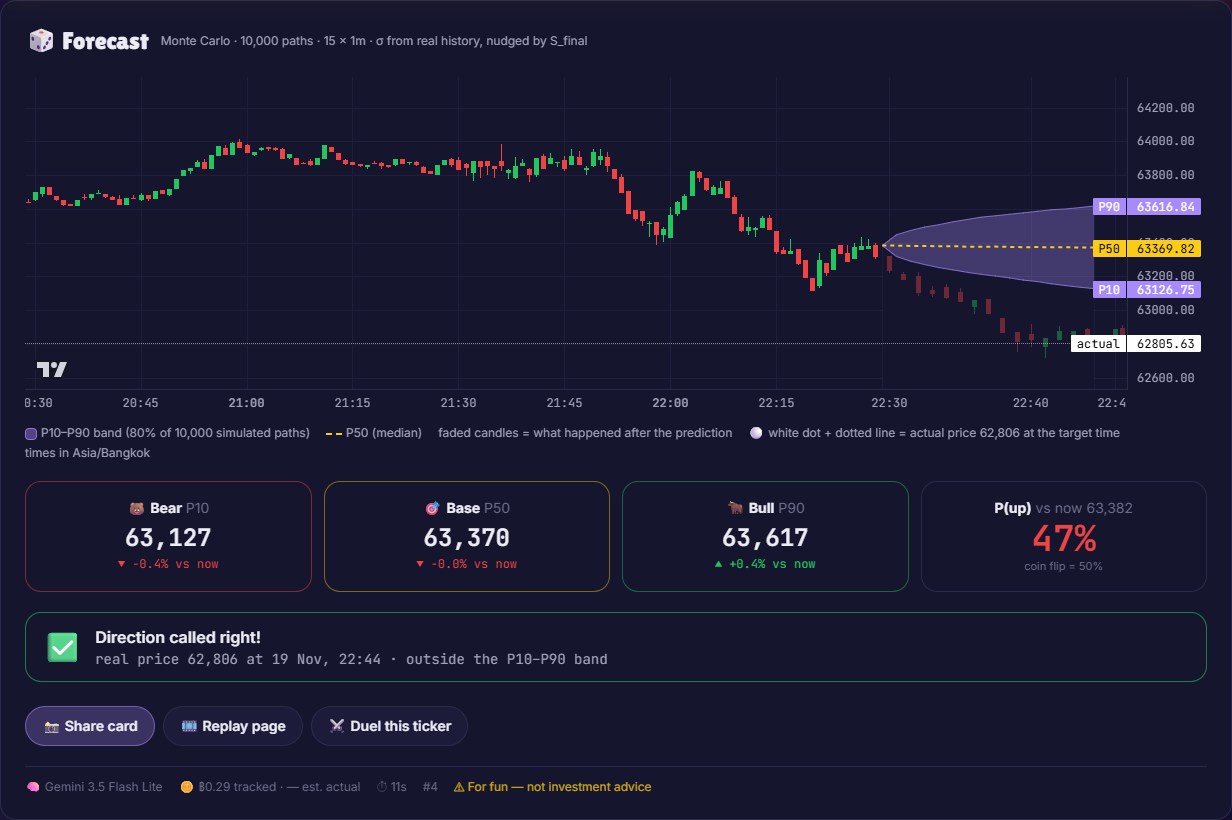 Forecast Monte Carlo · 10,000 paths · 15 × 1m · σ from real history, nudged by S_final
64200.00
64000.00
63800.00
P90 63616.84
P50 63369.82
63200.00
P10 63126.75
63000.00
actual 62805.63
62600.00
0:30 20:45 21:00 21:15 21:30 21:45 22:00 22:15 22:30 22:40 22:4
P10–P90 band (80% of 10,000 simulated paths) P50 (median) faded candles = what happened after the prediction white dot + dotted line = actual price 62,806 at the target time
times in Asia/Bangkok
Bear P10
63,127
▼ -0.4% vs now
Base P50
63,370
▼ -0.0% vs now
Bull P90
63,617
▲ +0.4% vs now
P(up) vs now 63,382
47%
coin flip = 50%
Direction called right!
real price 62,806 at 19 Nov, 22:44 · outside the P10–P90 band
Share card Replay page Duel this ticker
Gemini 3.5 Flash Lite ฿0.29 tracked · — est. actual 11s #4 For fun — not investment advice